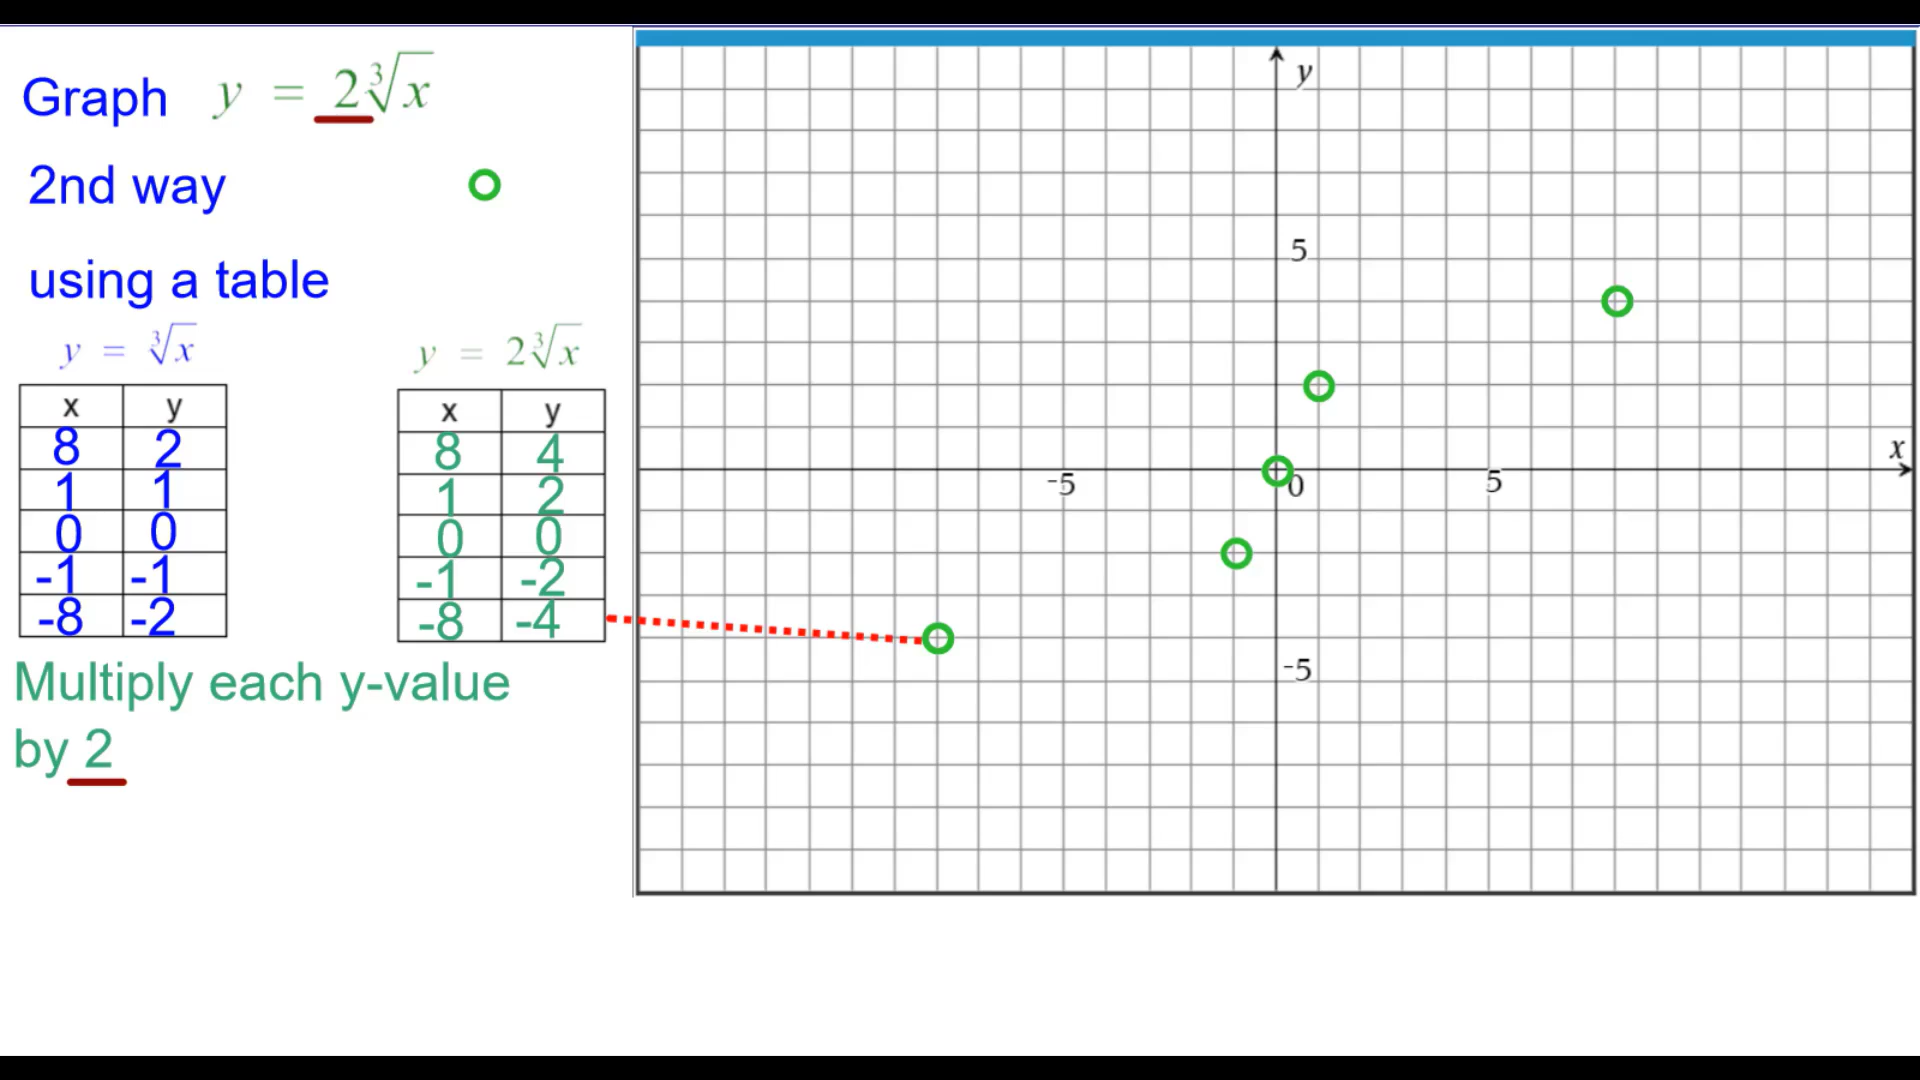 Graph y = 2∛x
2nd way
using a table
y = ∛x
x y
8 2
1 1
0 0
-1 -1
-8 -2
y = 2∛x
x y
8 4
1 2
0 0
-1 -2
-8 -4
Multiply each y-value
by 2
y
5
x
-5 0 5
-5